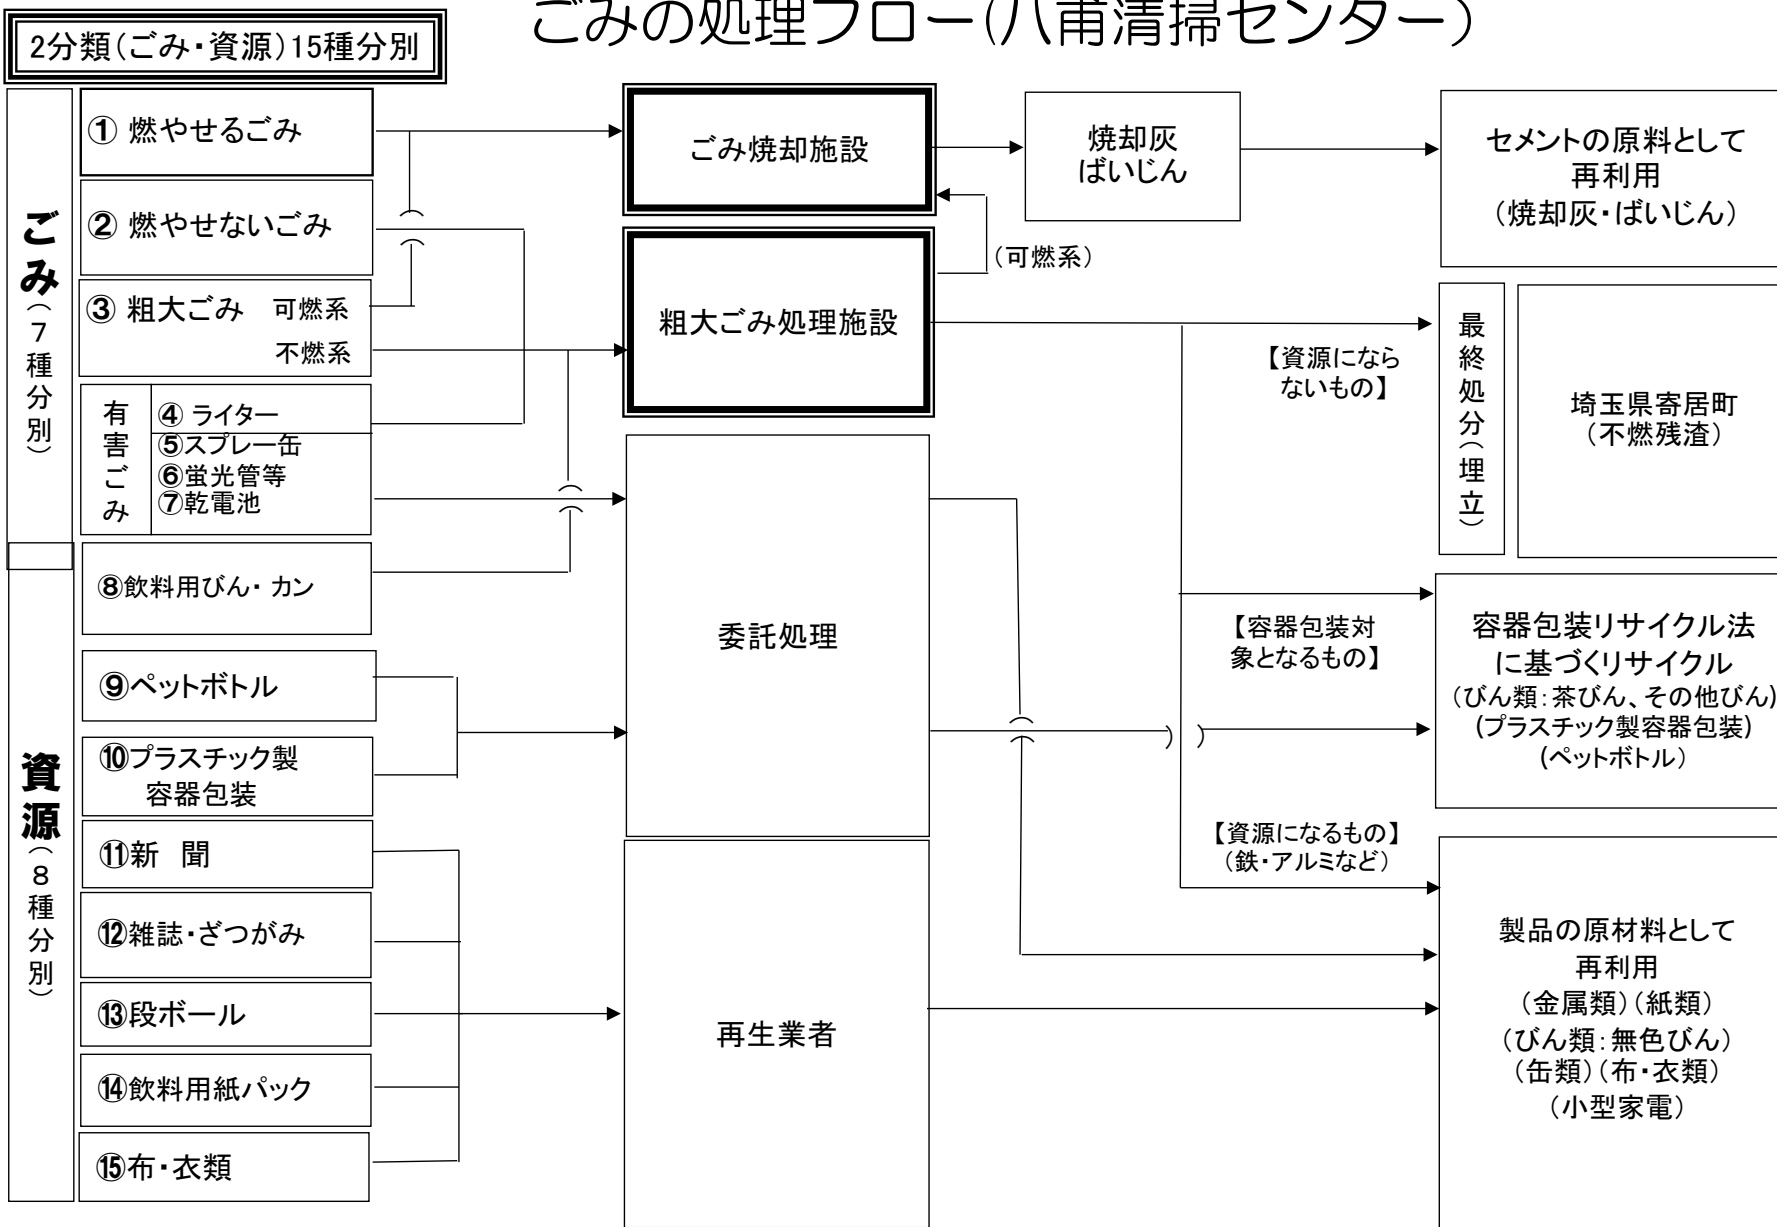 ごみの処理フロー(八甫清掃センター)
2分類(ごみ・資源)15種分別
ごみ(7種分別)
① 燃やせるごみ
② 燃やせないごみ
③ 粗大ごみ 可燃系
不燃系
有害ごみ
④ ライター
⑤スプレー缶
⑥蛍光管等
⑦乾電池
資源(8種分別)
⑧飲料用びん・カン
⑨ペットボトル
⑩プラスチック製
容器包装
⑪新 聞
⑫雑誌・ざつがみ
⑬段ボール
⑭飲料用紙パック
⑮布・衣類
ごみ焼却施設
粗大ごみ処理施設
(可燃系)
委託処理
再生業者
焼却灰
ばいじん
【資源になら
ないもの】
【容器包装対
象となるもの】
【資源になるもの】
(鉄・アルミなど)
セメントの原料として
再利用
(焼却灰・ばいじん)
最終処分(埋立)
埼玉県寄居町
(不燃残渣)
容器包装リサイクル法
に基づくリサイクル
(びん類:茶びん、その他びん)
(プラスチック製容器包装)
(ペットボトル)
製品の原材料として
再利用
(金属類)(紙類)
(びん類:無色びん)
(缶類)(布・衣類)
(小型家電)